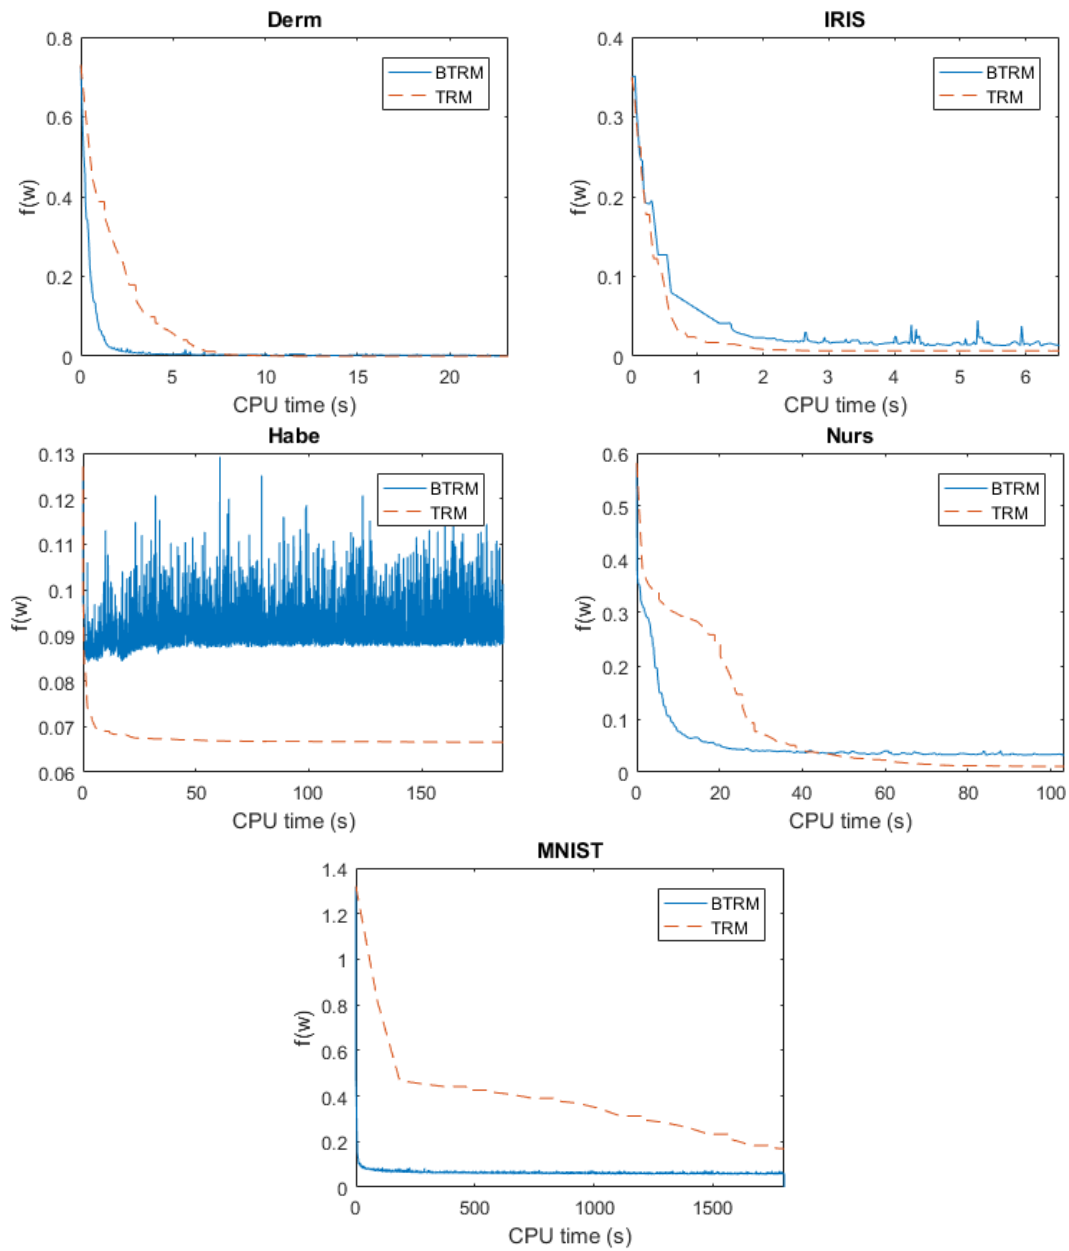 Derm
0.8
0.6
0.4
0.2
0
f(w)
BTRM
TRM
0 5 10 15 20
CPU time (s)
IRIS
0.4
0.3
0.2
0.1
0
f(w)
BTRM
TRM
0 1 2 3 4 5 6
CPU time (s)
Habe
0.13
0.12
0.11
0.1
0.09
0.08
0.07
0.06
f(w)
BTRM
TRM
0 50 100 150
CPU time (s)
Nurs
0.6
0.5
0.4
0.3
0.2
0.1
0
f(w)
BTRM
TRM
0 20 40 60 80 100
CPU time (s)
MNIST
1.4
1.2
1
0.8
0.6
0.4
0.2
0
f(w)
BTRM
TRM
0 500 1000 1500
CPU time (s)